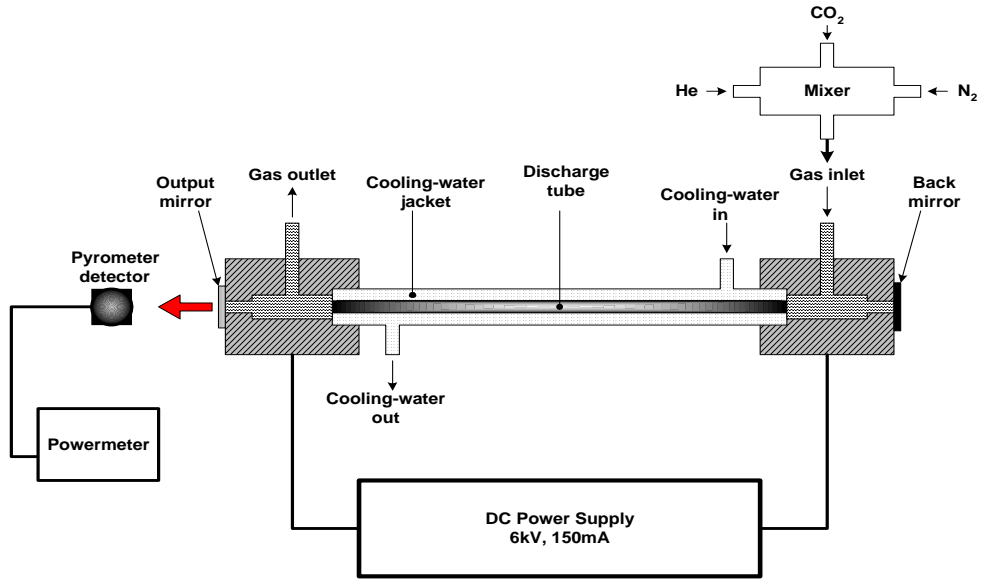 CO2
He
Mixer
N2
Gas inlet
Back
mirror
Discharge
tube
Cooling-water
in
Cooling-water
jacket
Gas outlet
Output
mirror
Pyrometer
detector
Cooling-water
out
Powermeter
DC Power Supply
6kV, 150mA